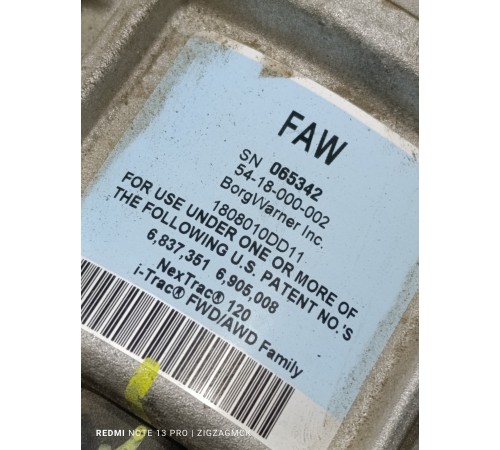 FAW
SN 065342
54-18-000-002
BorgWarner Inc.
1808010DD11
FOR USE UNDER ONE OR MORE OF
THE FOLLOWING U.S. PATENT NO.'S
6,837,351 6,905,008
NexTrac® 120
i-Trac® FWD/AWD Family
REDMI NOTE 13 PRO | ZIGZAGMLK